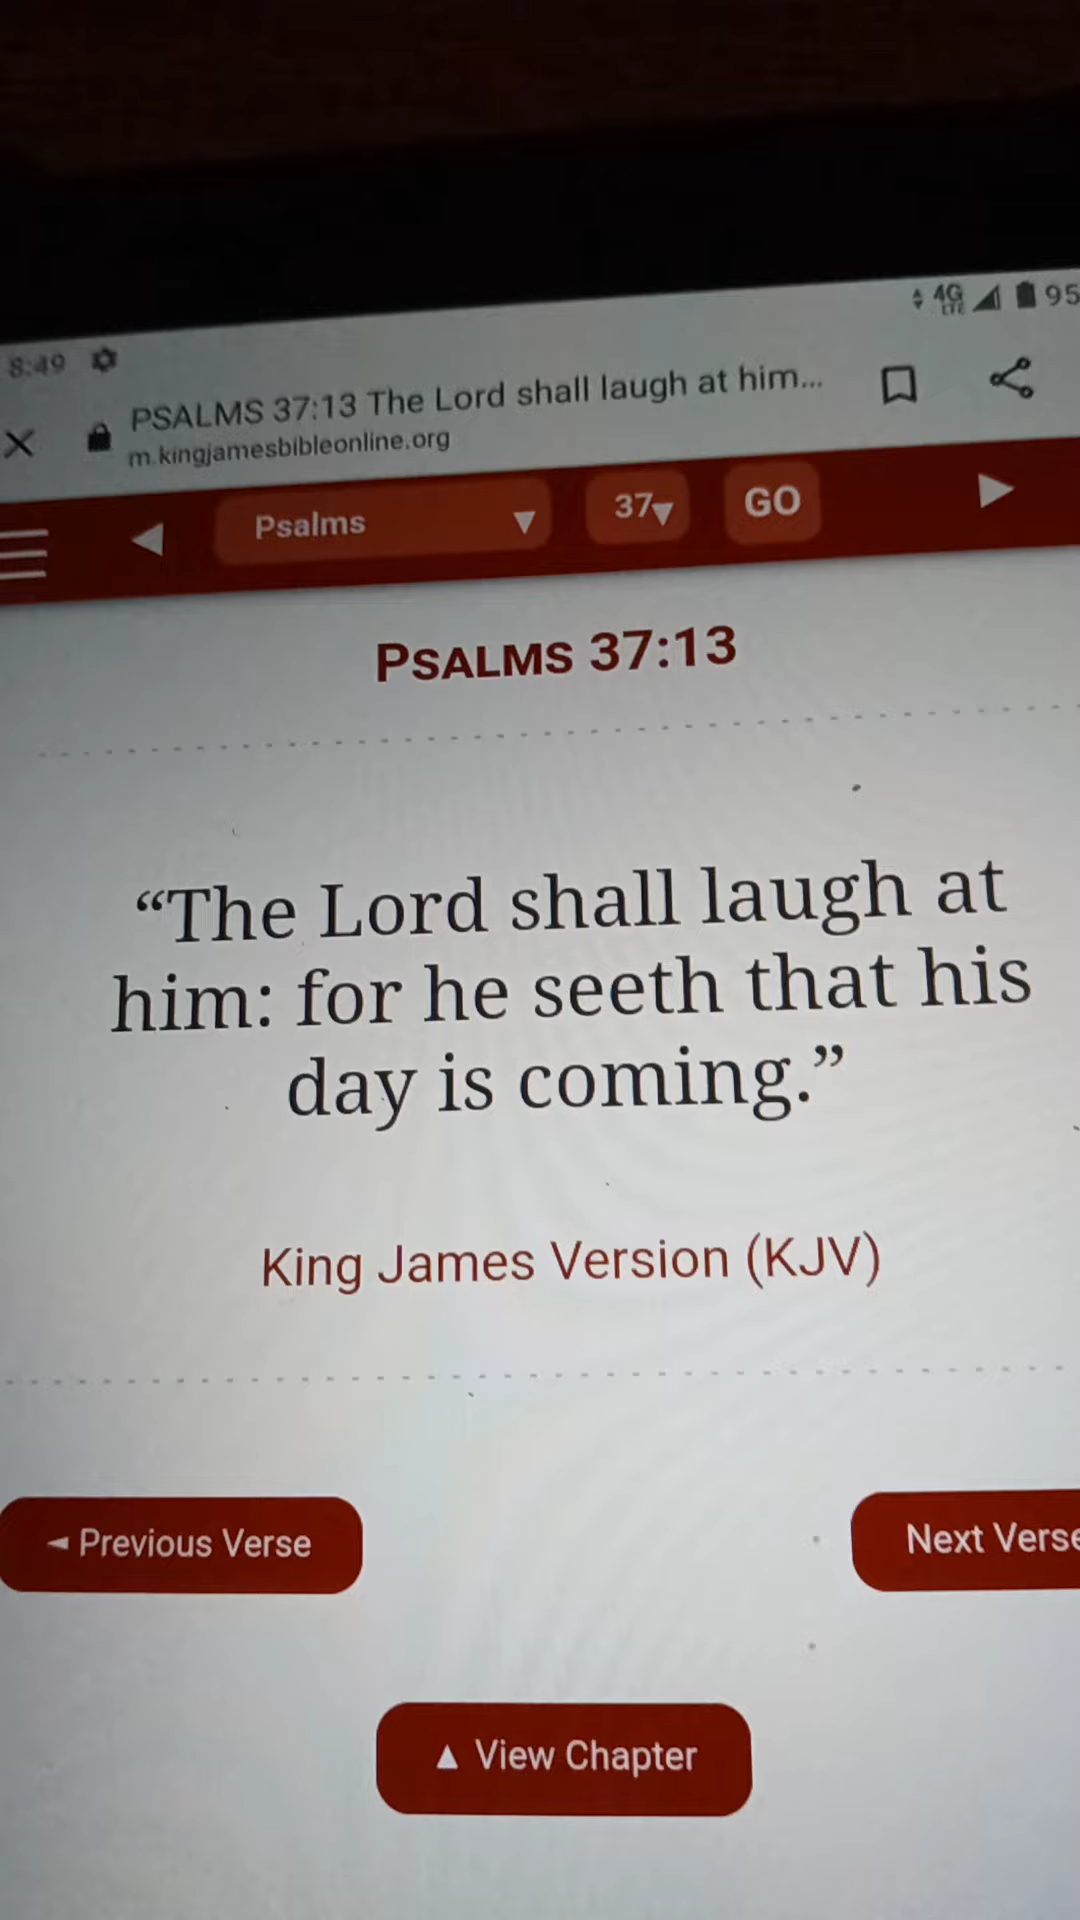 8:49 4G LTE 95
PSALMS 37:13 The Lord shall laugh at him...
m.kingjamesbibleonline.org
Psalms 37 GO
PSALMS 37:13
“The Lord shall laugh at
him: for he seeth that his
day is coming.”
King James Version (KJV)
◄ Previous Verse Next Verse
▲ View Chapter